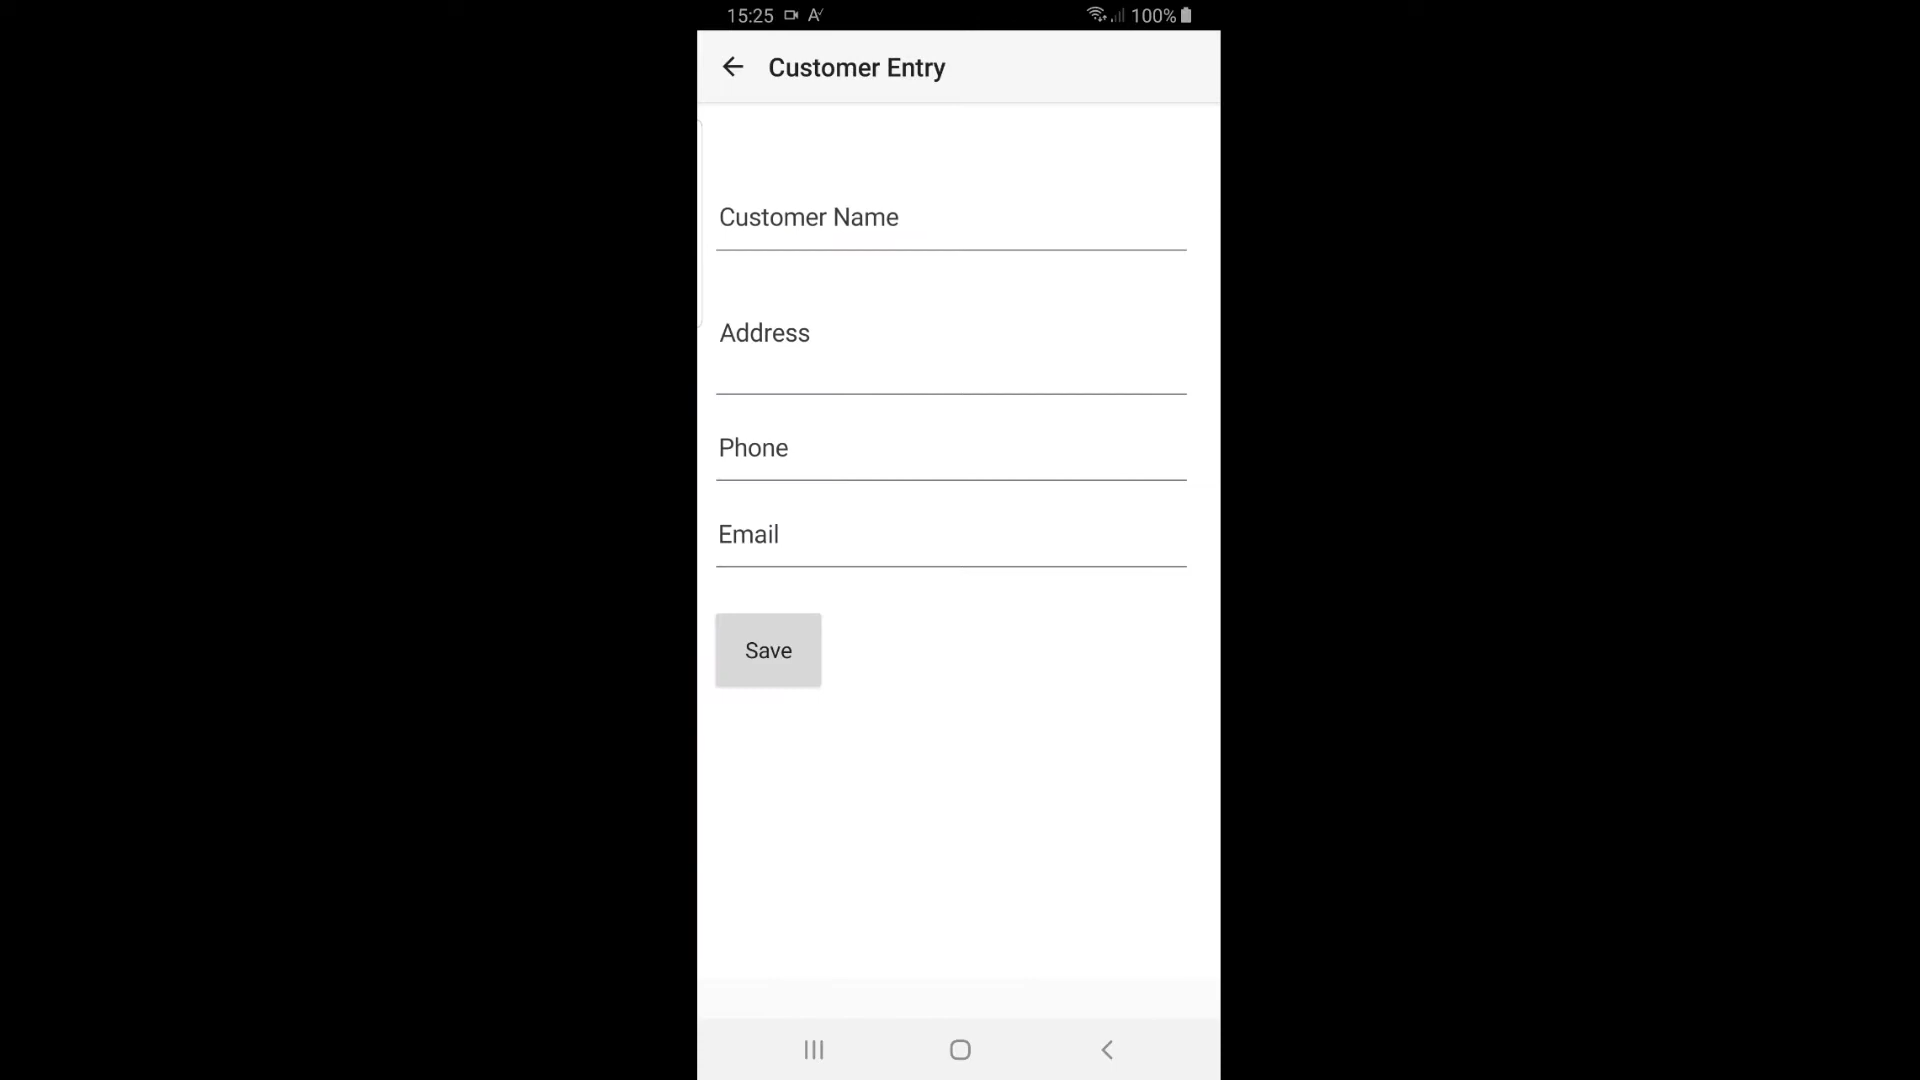 15:25 100%
Customer Entry
Customer Name
Address
Phone
Email
Save